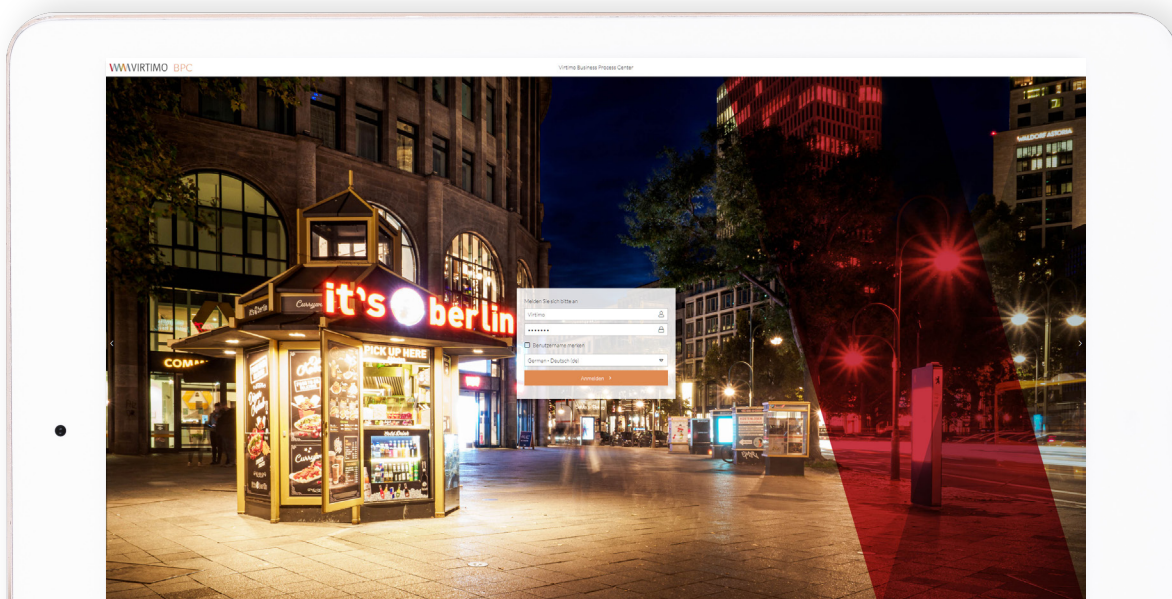 VIRTIMO BPC
Virtimo Business Process Center
WALDORF ASTORIA
it's berlin
PICK UP HERE
Melden Sie sich bitte an
Virtimo
Benutzername merken
German - Deutsch (de)
Anmelden